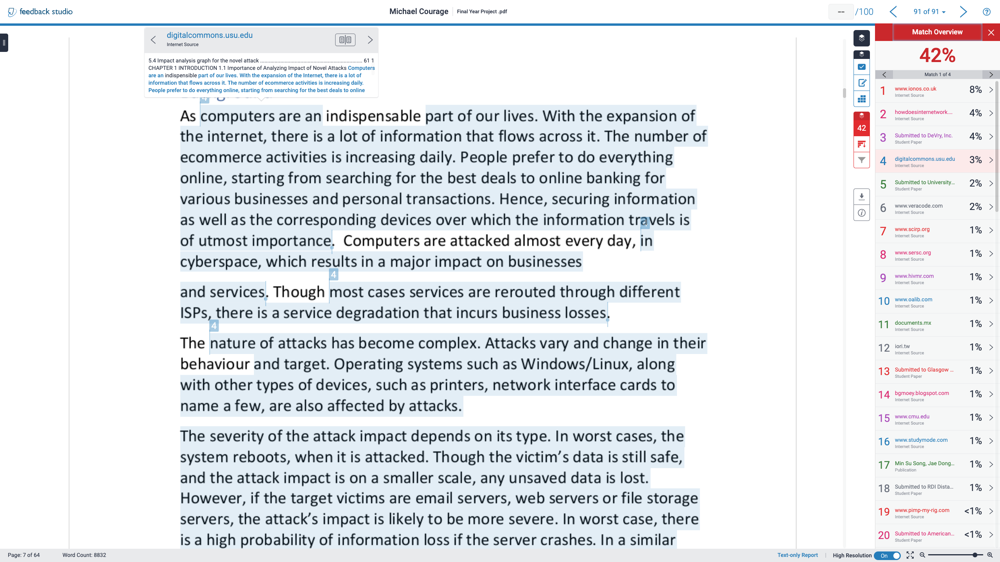 feedback studio
Michael Courage
Final Year Project .pdf
-- /100
91 of 91
digitalcommons.usu.edu
Internet Source
5.4 Impact analysis graph for the novel attack ........................................................................ 61 1
CHAPTER 1 INTRODUCTION 1.1 Importance of Analyzing Impact of Novel Attacks Computers
are an indispensible part of our lives. With the expansion of the Internet, there is a lot of
information that flows across it. The number of ecommerce activities is increasing daily.
People prefer to do everything online, starting from searching for the best deals to online
4
As computers are an indispensable part of our lives. With the expansion of
the internet, there is a lot of information that flows across it. The number of
ecommerce activities is increasing daily. People prefer to do everything
online, starting from searching for the best deals to online banking for
various businesses and personal transactions. Hence, securing information
as well as the corresponding devices over which the information travels is
4
of utmost importance.  Computers are attacked almost every day, in
cyberspace, which results in a major impact on businesses
4
and services. Though most cases services are rerouted through different
ISPs, there is a service degradation that incurs business losses.
4
The nature of attacks has become complex. Attacks vary and change in their
behaviour and target. Operating systems such as Windows/Linux, along
with other types of devices, such as printers, network interface cards to
name a few, are also affected by attacks.
The severity of the attack impact depends on its type. In worst cases, the
system reboots, when it is attacked. Though the victim’s data is still safe,
and the attack impact is on a smaller scale, any unsaved data is lost.
However, if the target victims are email servers, web servers or file storage
servers, the attack’s impact is likely to be more severe. In worst case, there
is a high probability of information loss if the server crashes. In a similar
42
Match Overview
42%
Match 1 of 4
1 www.ionos.co.uk 8%
Internet Source
2 howdoesinternetwork.... 4%
Internet Source
3 Submitted to DeVry, Inc. 4%
Student Paper
4 digitalcommons.usu.edu 3%
Internet Source
5 Submitted to University... 2%
Student Paper
6 www.veracode.com 2%
Internet Source
7 www.scirp.org 1%
Internet Source
8 www.sersc.org 1%
Internet Source
9 www.hivmr.com 1%
Internet Source
10 www.oalib.com 1%
Internet Source
11 documents.mx 1%
Internet Source
12 iori.tw 1%
Internet Source
13 Submitted to Glasgow ... 1%
Student Paper
14 bgmoey.blogspot.com 1%
Internet Source
15 www.cmu.edu 1%
Internet Source
16 www.studymode.com 1%
Internet Source
17 Min Su Song, Jae Dong... 1%
Publication
18 Submitted to RDI Dista... 1%
Student Paper
19 www.pimp-my-rig.com <1%
Internet Source
20 Submitted to American... <1%
Student Paper
Page: 7 of 64
Word Count: 8832
Text-only Report
High Resolution On